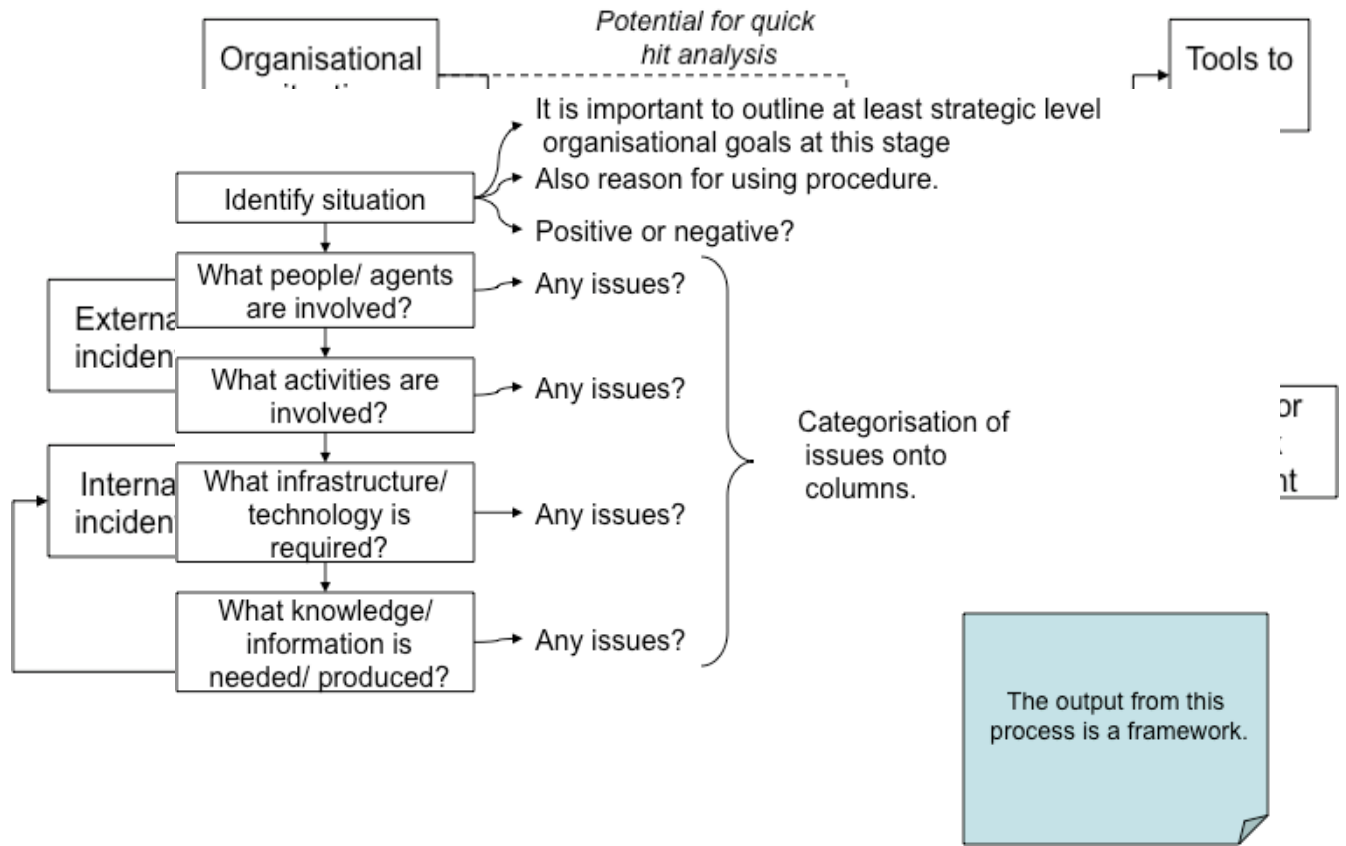 Potential for quick
hit analysis
Organisational
Tools to
It is important to outline at least strategic level
organisational goals at this stage
Also reason for using procedure.
Positive or negative?
Identify situation
What people/ agents
are involved?
Any issues?
What activities are
involved?
Any issues?
What infrastructure/
technology is
required?
Any issues?
What knowledge/
information is
needed/ produced?
Any issues?
Categorisation of
issues onto
columns.
Externa
inciden
Interna
inciden
or
nt
The output from this
process is a framework.